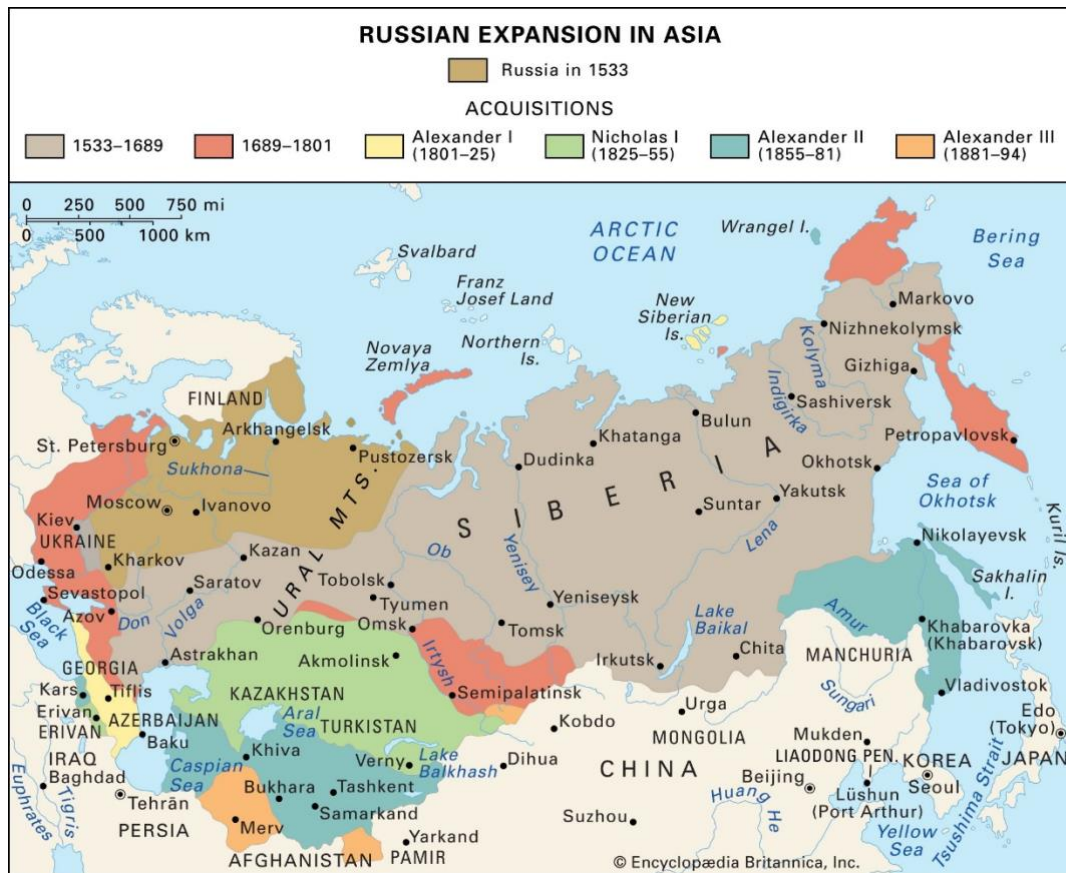 RUSSIAN EXPANSION IN ASIA
Russia in 1533
ACQUISITIONS
1533–1689
1689–1801
Alexander I
(1801–25)
Nicholas I
(1825–55)
Alexander II
(1855–81)
Alexander III
(1881–94)
0 250 500 750 mi
0 500 1000 km
ARCTIC
OCEAN
Wrangel I.
Bering
Sea
Svalbard
Franz
Josef Land
New
Siberian
Is.
Markovo
Nizhnekolymsk
Novaya
Zemlya
Northern
Is.
Kolyma
Gizhiga
Indigirka
Sashiversk
FINLAND
Bulun
St. Petersburg
Arkhangelsk
Khatanga
Petropavlovsk
Pustozersk
Dudinka
Okhotsk
Sukhona
SIBERIA
Sea of
Okhotsk
Moscow
Ivanovo
Suntar
Yakutsk
Kuril Is.
Kiev
UKRAINE
URAL MTS.
Ob
Yenisey
Lena
Nikolayevsk
Kharkov
Kazan
Odessa
Saratov
Tobolsk
Sakhalin
I.
Sevastopol
Tyumen
Yeniseysk
Lake
Baikal
Amur
Black
Sea
Azov
Don
Volga
Orenburg
Omsk
Tomsk
Khabarovka
(Khabarovsk)
Astrakhan
Akmolinsk
Irtysh
Irkutsk
Chita
MANCHURIA
GEORGIA
Kars
Tiflis
KAZAKHSTAN
Semipalatinsk
Sungari
Vladivostok
Erivan
ERIVAN
AZERBAIJAN
Aral
Sea
TURKISTAN
Kobdo
Urga
MONGOLIA
Edo
(Tokyo)
Baku
Mukden
IRAQ
Baghdad
Caspian
Sea
Khiva
Verny
Lake
Balkhash
Dihua
CHINA
LIAODONG PEN.
KOREA
JAPAN
Euphrates
Tigris
Tehrān
Bukhara
Tashkent
Beijing
Seoul
Samarkand
Huang He
Lüshun
(Port Arthur)
Tsushima Strait
PERSIA
Merv
Suzhou
Yellow
Sea
Yarkand
AFGHANISTAN
PAMIR
© Encyclopædia Britannica, Inc.